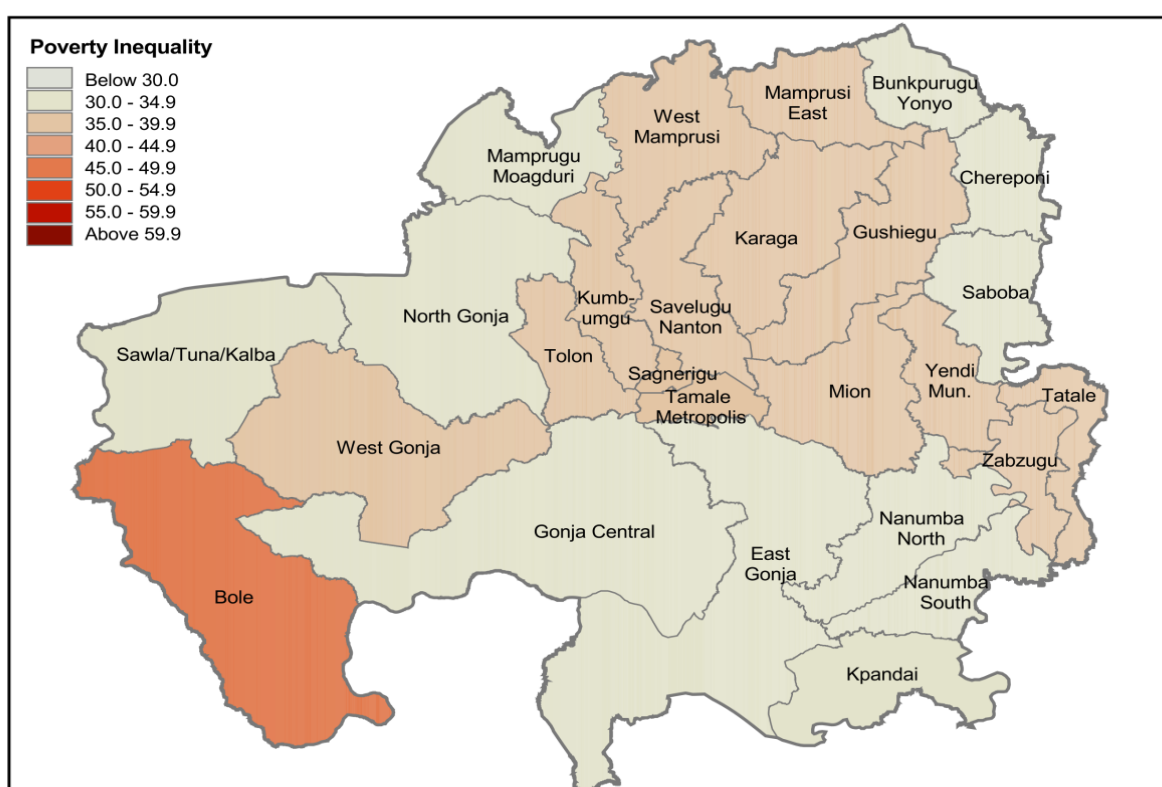 Poverty Inequality
Below 30.0
30.0 - 34.9
35.0 - 39.9
40.0 - 44.9
45.0 - 49.9
50.0 - 54.9
55.0 - 59.9
Above 59.9
Bunkpurugu
Yonyo
Mamprusi
East
West
Mamprusi
Mamprugu
Moagduri
Chereponi
Karaga
Gushiegu
Saboba
Kumb-
umgu
Savelugu
Nanton
North Gonja
Sawla/Tuna/Kalba
Tolon
Sagnerigu
Tamale
Metropolis
Mion
Yendi
Mun.
Tatale
West Gonja
Zabzugu
Gonja Central
Nanumba
North
East
Gonja
Nanumba
South
Bole
Kpandai